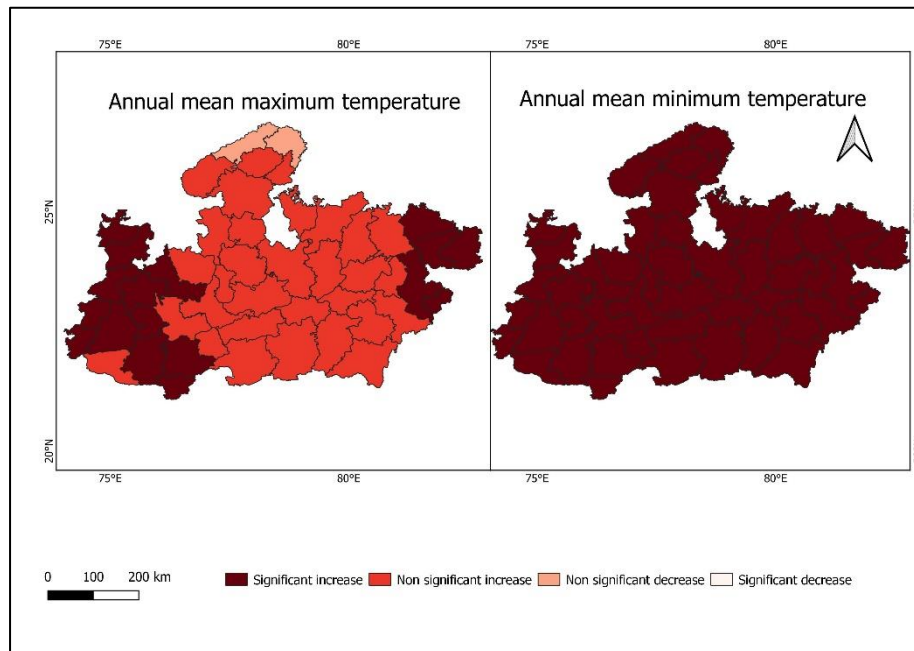 75°E 80°E 80°E
Annual mean maximum temperature
Annual mean minimum temperature
25°N
20°N
75°E 80°E 75°E 80°E
0 100 200 km
Significant increase Non significant increase Non significant decrease Significant decrease